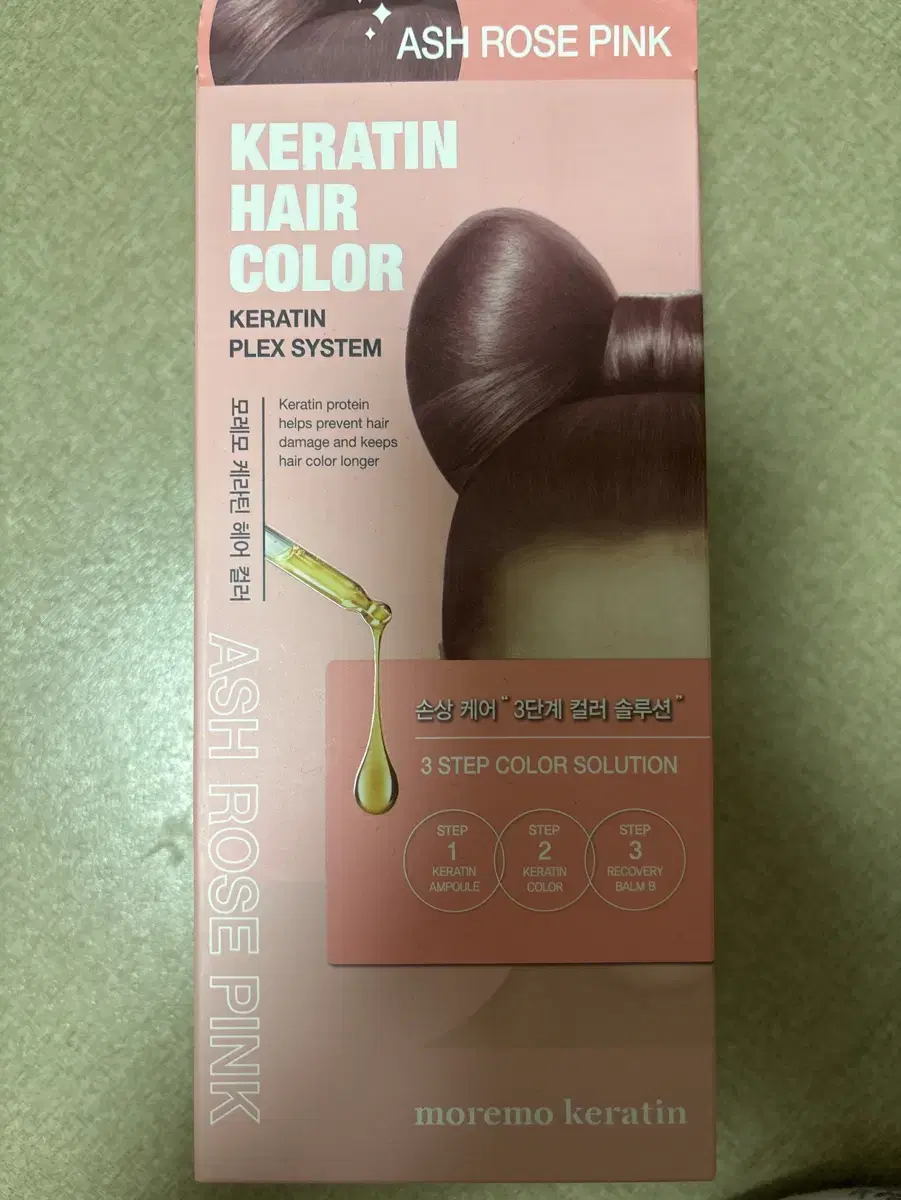 ASH ROSE PINK
KERATIN
HAIR
COLOR
KERATIN
PLEX SYSTEM
모레모 케라틴 헤어 컬러
Keratin protein
helps prevent hair
damage and keeps
hair color longer
ASH ROSE PINK
손상 케어 “3단계 컬러 솔루션”
3 STEP COLOR SOLUTION
STEP
1
KERATIN
AMPOULE
STEP
2
KERATIN
COLOR
STEP
3
RECOVERY
BALM B
moremo keratin